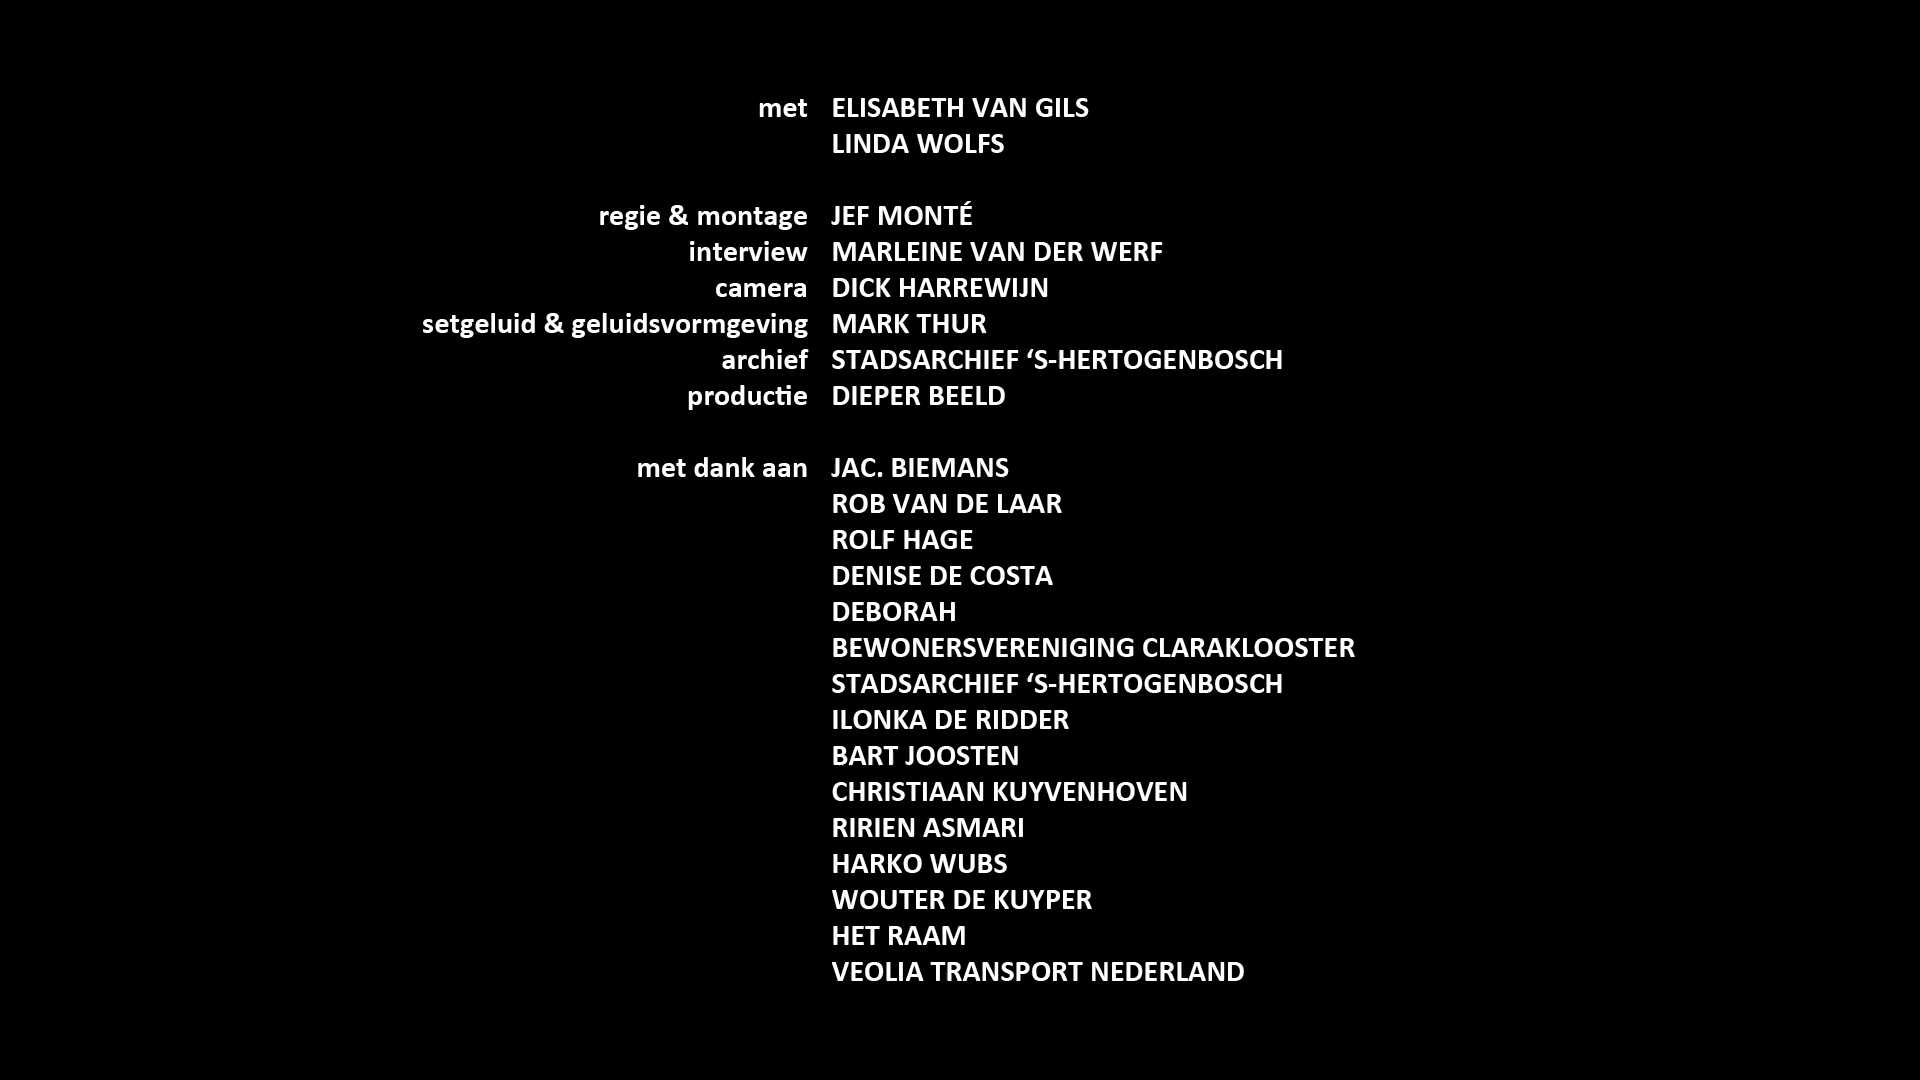 met ELISABETH VAN GILS
LINDA WOLFS
regie & montage JEF MONTÉ
interview MARLEINE VAN DER WERF
camera DICK HARREWIJN
setgeluid & geluidsvormgeving MARK THUR
archief STADSARCHIEF ‘S-HERTOGENBOSCH
productie DIEPER BEELD
met dank aan JAC. BIEMANS
ROB VAN DE LAAR
ROLF HAGE
DENISE DE COSTA
DEBORAH
BEWONERSVERENIGING CLARAKLOOSTER
STADSARCHIEF ‘S-HERTOGENBOSCH
ILONKA DE RIDDER
BART JOOSTEN
CHRISTIAAN KUYVENHOVEN
RIRIEN ASMARI
HARKO WUBS
WOUTER DE KUYPER
HET RAAM
VEOLIA TRANSPORT NEDERLAND